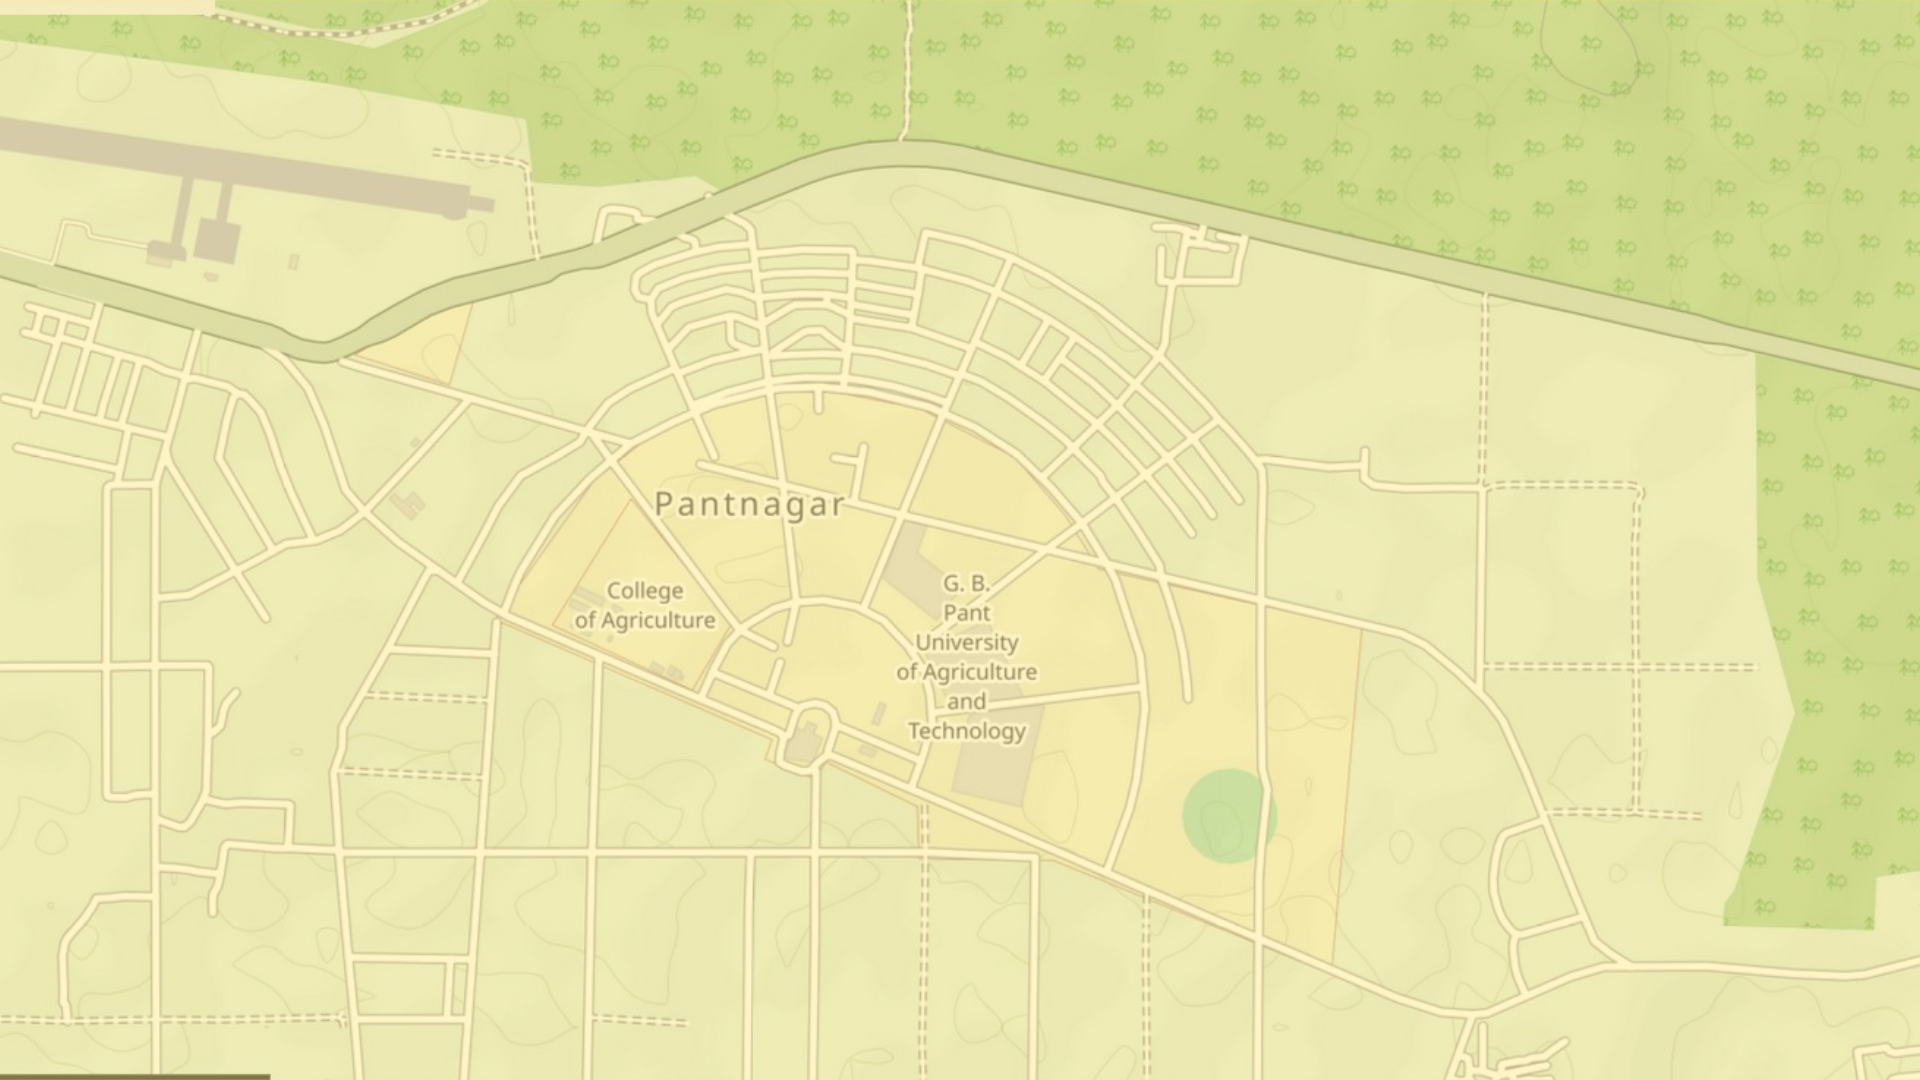 Pantnagar
College
of Agriculture
G. B.
Pant
University
of Agriculture
and
Technology